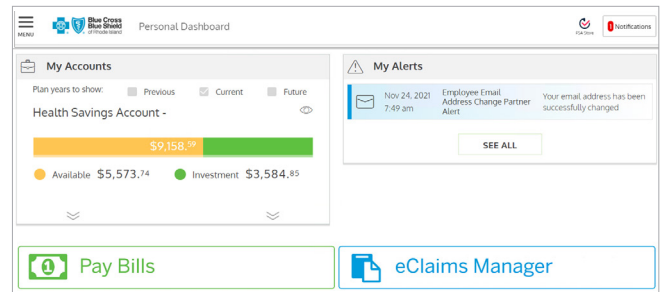 MENU
Blue Cross
Blue Shield
of Rhode Island
Personal Dashboard
FSA Store
1 Notifications
My Accounts
Plan years to show: Previous Current Future
Health Savings Account -
$9,158.59
Available $5,573.74 Investment $3,584.85
My Alerts
Nov 24, 2021
7:49 am
Employee Email
Address Change Partner
Alert
Your email address has been
successfully changed
SEE ALL
1 Pay Bills
eClaims Manager